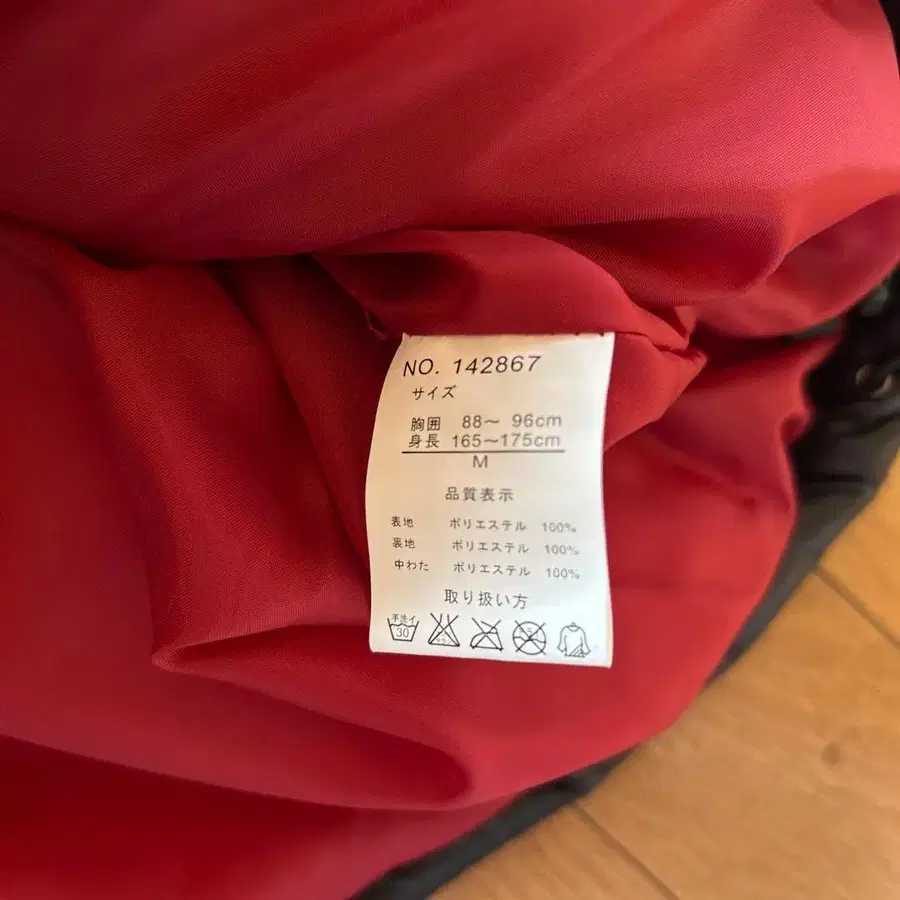 NO. 142867
サイズ
胸囲 88～ 96cm
身長 165～175cm
M
品質表示
表地 ポリエステル 100%
裏地 ポリエステル 100%
中わた ポリエステル 100%
取り扱い方
手洗イ
30